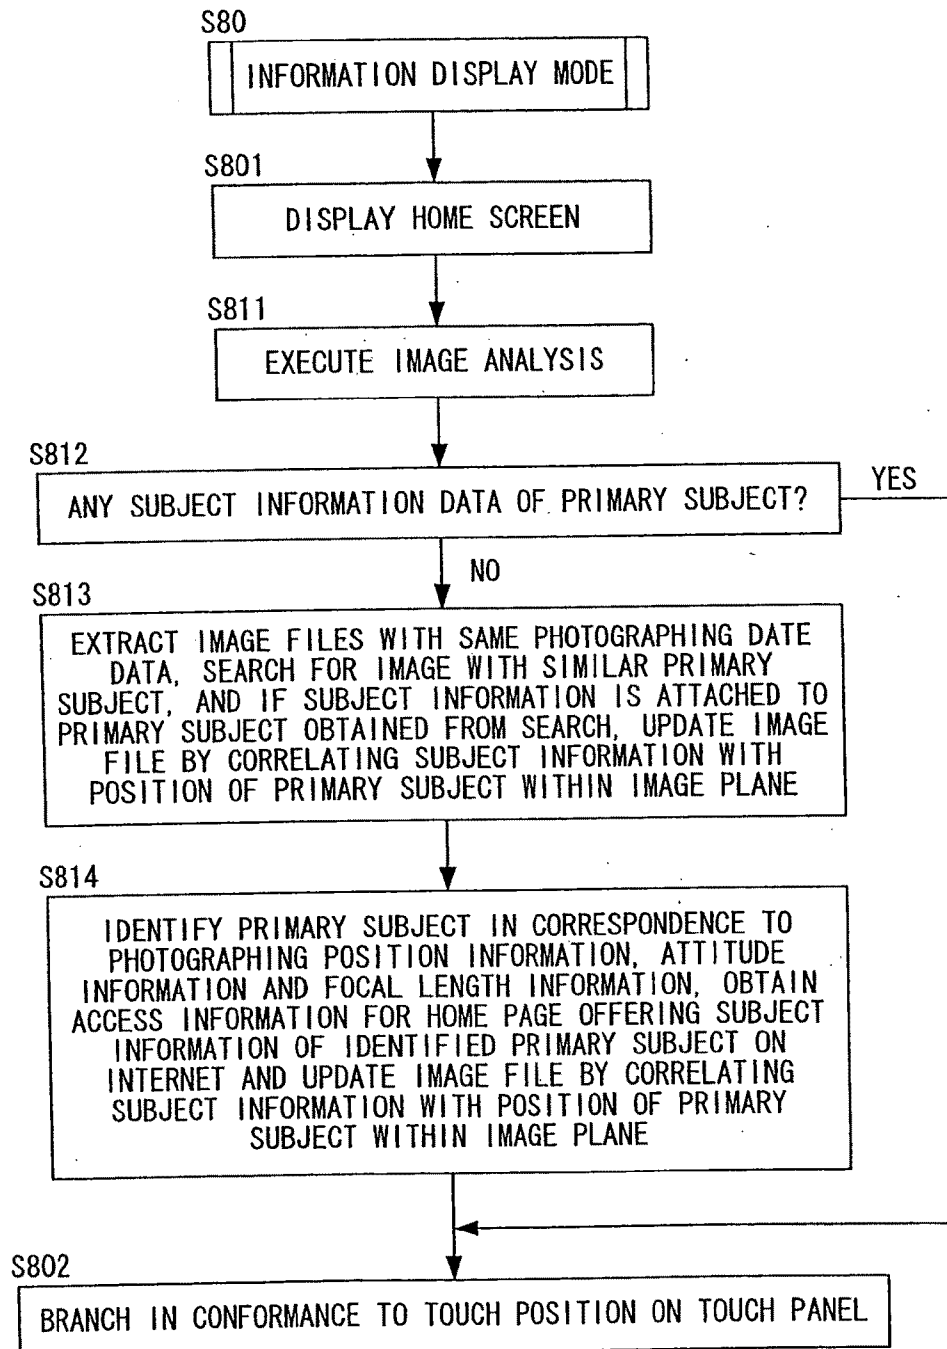 S80
INFORMATION DISPLAY MODE
S801
DISPLAY HOME SCREEN
S811
EXECUTE IMAGE ANALYSIS
S812
ANY SUBJECT INFORMATION DATA OF PRIMARY SUBJECT?
YES
NO
S813
EXTRACT IMAGE FILES WITH SAME PHOTOGRAPHING DATE
DATA, SEARCH FOR IMAGE WITH SIMILAR PRIMARY
SUBJECT, AND IF SUBJECT INFORMATION IS ATTACHED TO
PRIMARY SUBJECT OBTAINED FROM SEARCH, UPDATE IMAGE
FILE BY CORRELATING SUBJECT INFORMATION WITH
POSITION OF PRIMARY SUBJECT WITHIN IMAGE PLANE
S814
IDENTIFY PRIMARY SUBJECT IN CORRESPONDENCE TO
PHOTOGRAPHING POSITION INFORMATION, ATTITUDE
INFORMATION AND FOCAL LENGTH INFORMATION, OBTAIN
ACCESS INFORMATION FOR HOME PAGE OFFERING SUBJECT
INFORMATION OF IDENTIFIED PRIMARY SUBJECT ON
INTERNET AND UPDATE IMAGE FILE BY CORRELATING
SUBJECT INFORMATION WITH POSITION OF PRIMARY
SUBJECT WITHIN IMAGE PLANE
S802
BRANCH IN CONFORMANCE TO TOUCH POSITION ON TOUCH PANEL